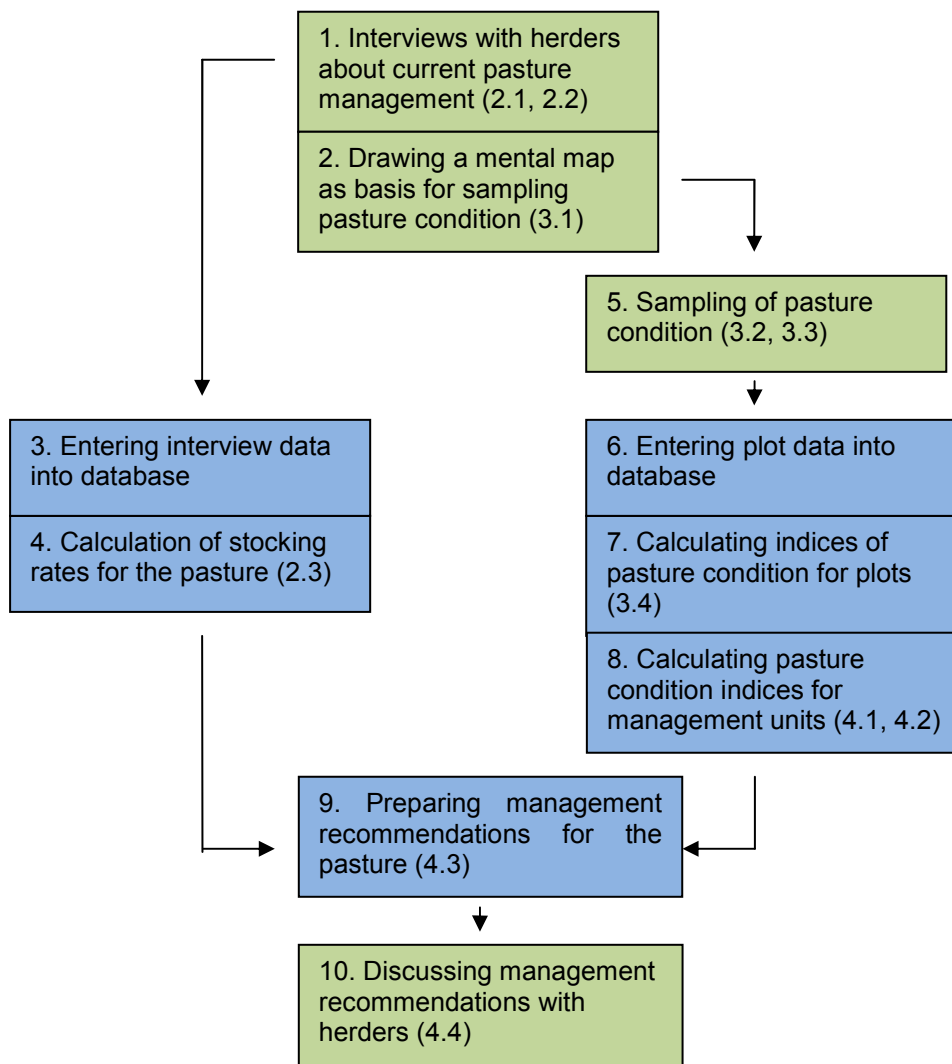 1. Interviews with herders
about current pasture
management (2.1, 2.2)
2. Drawing a mental map
as basis for sampling
pasture condition (3.1)
5. Sampling of pasture
condition (3.2, 3.3)
3. Entering interview data
into database
4. Calculation of stocking
rates for the pasture (2.3)
6. Entering plot data into
database
7. Calculating indices of
pasture condition for plots
(3.4)
8. Calculating pasture
condition indices for
management units (4.1, 4.2)
9. Preparing management
recommendations for the
pasture (4.3)
10. Discussing management
recommendations with
herders (4.4)